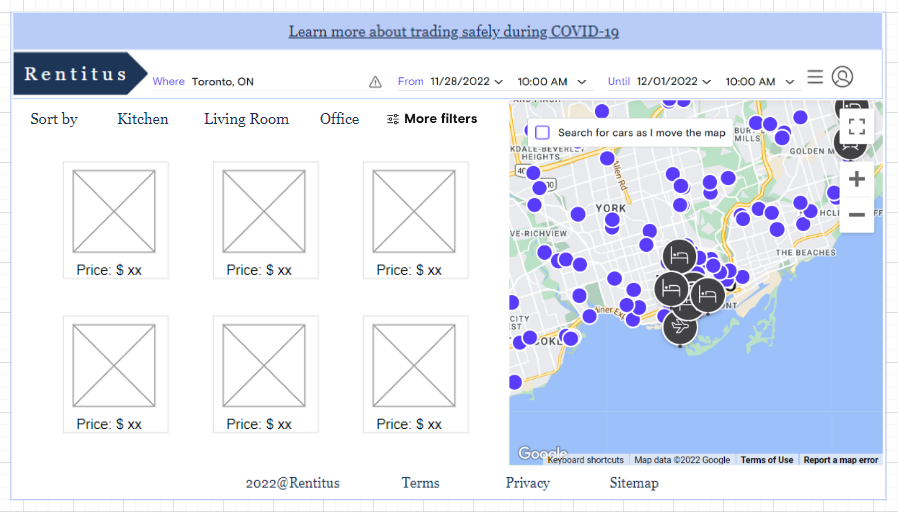 Learn more about trading safely during COVID-19
Rentitus
Where Toronto, ON
From 11/28/2022 10:00 AM
Until 12/01/2022 10:00 AM
Sort by Kitchen Living Room Office More filters
Price: $ xx
Price: $ xx
Price: $ xx
Price: $ xx
Price: $ xx
Price: $ xx
Search for cars as I move the map
HEIGHTS
MILLS
GOLDEN
Allen Rd
YORK
VE-RICHVIEW
THE BEACHES
CITY
Google
Keyboard shortcuts Map data ©2022 Google Terms of Use Report a map error
2022@Rentitus Terms Privacy Sitemap